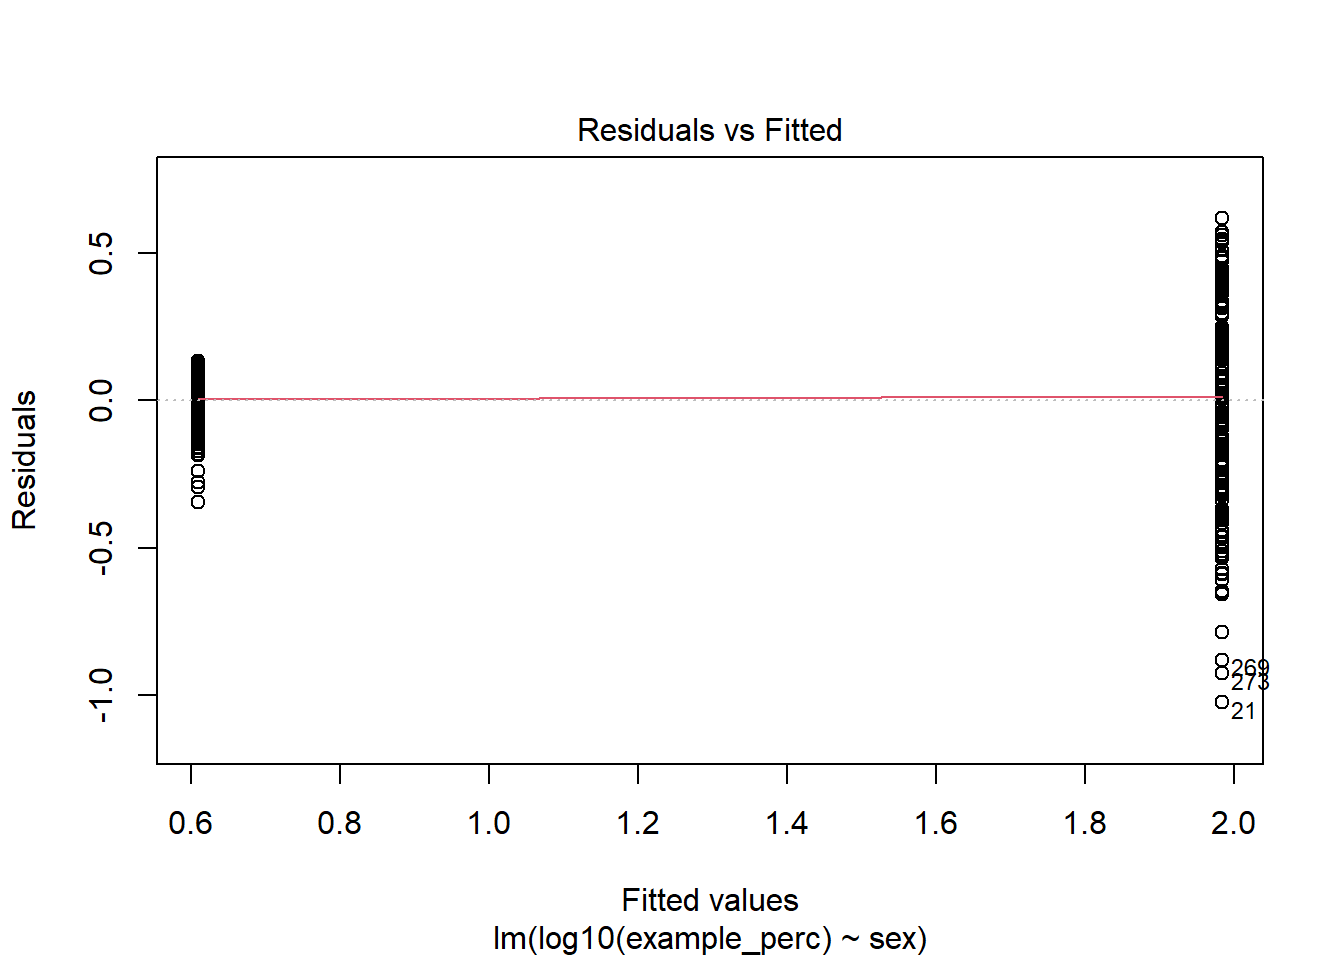 Residuals vs Fitted
Residuals
0.5
0.0
-0.5
-1.0
269
273
21
0.6 0.8 1.0 1.2 1.4 1.6 1.8 2.0
Fitted values
lm(log10(example_perc) ~ sex)